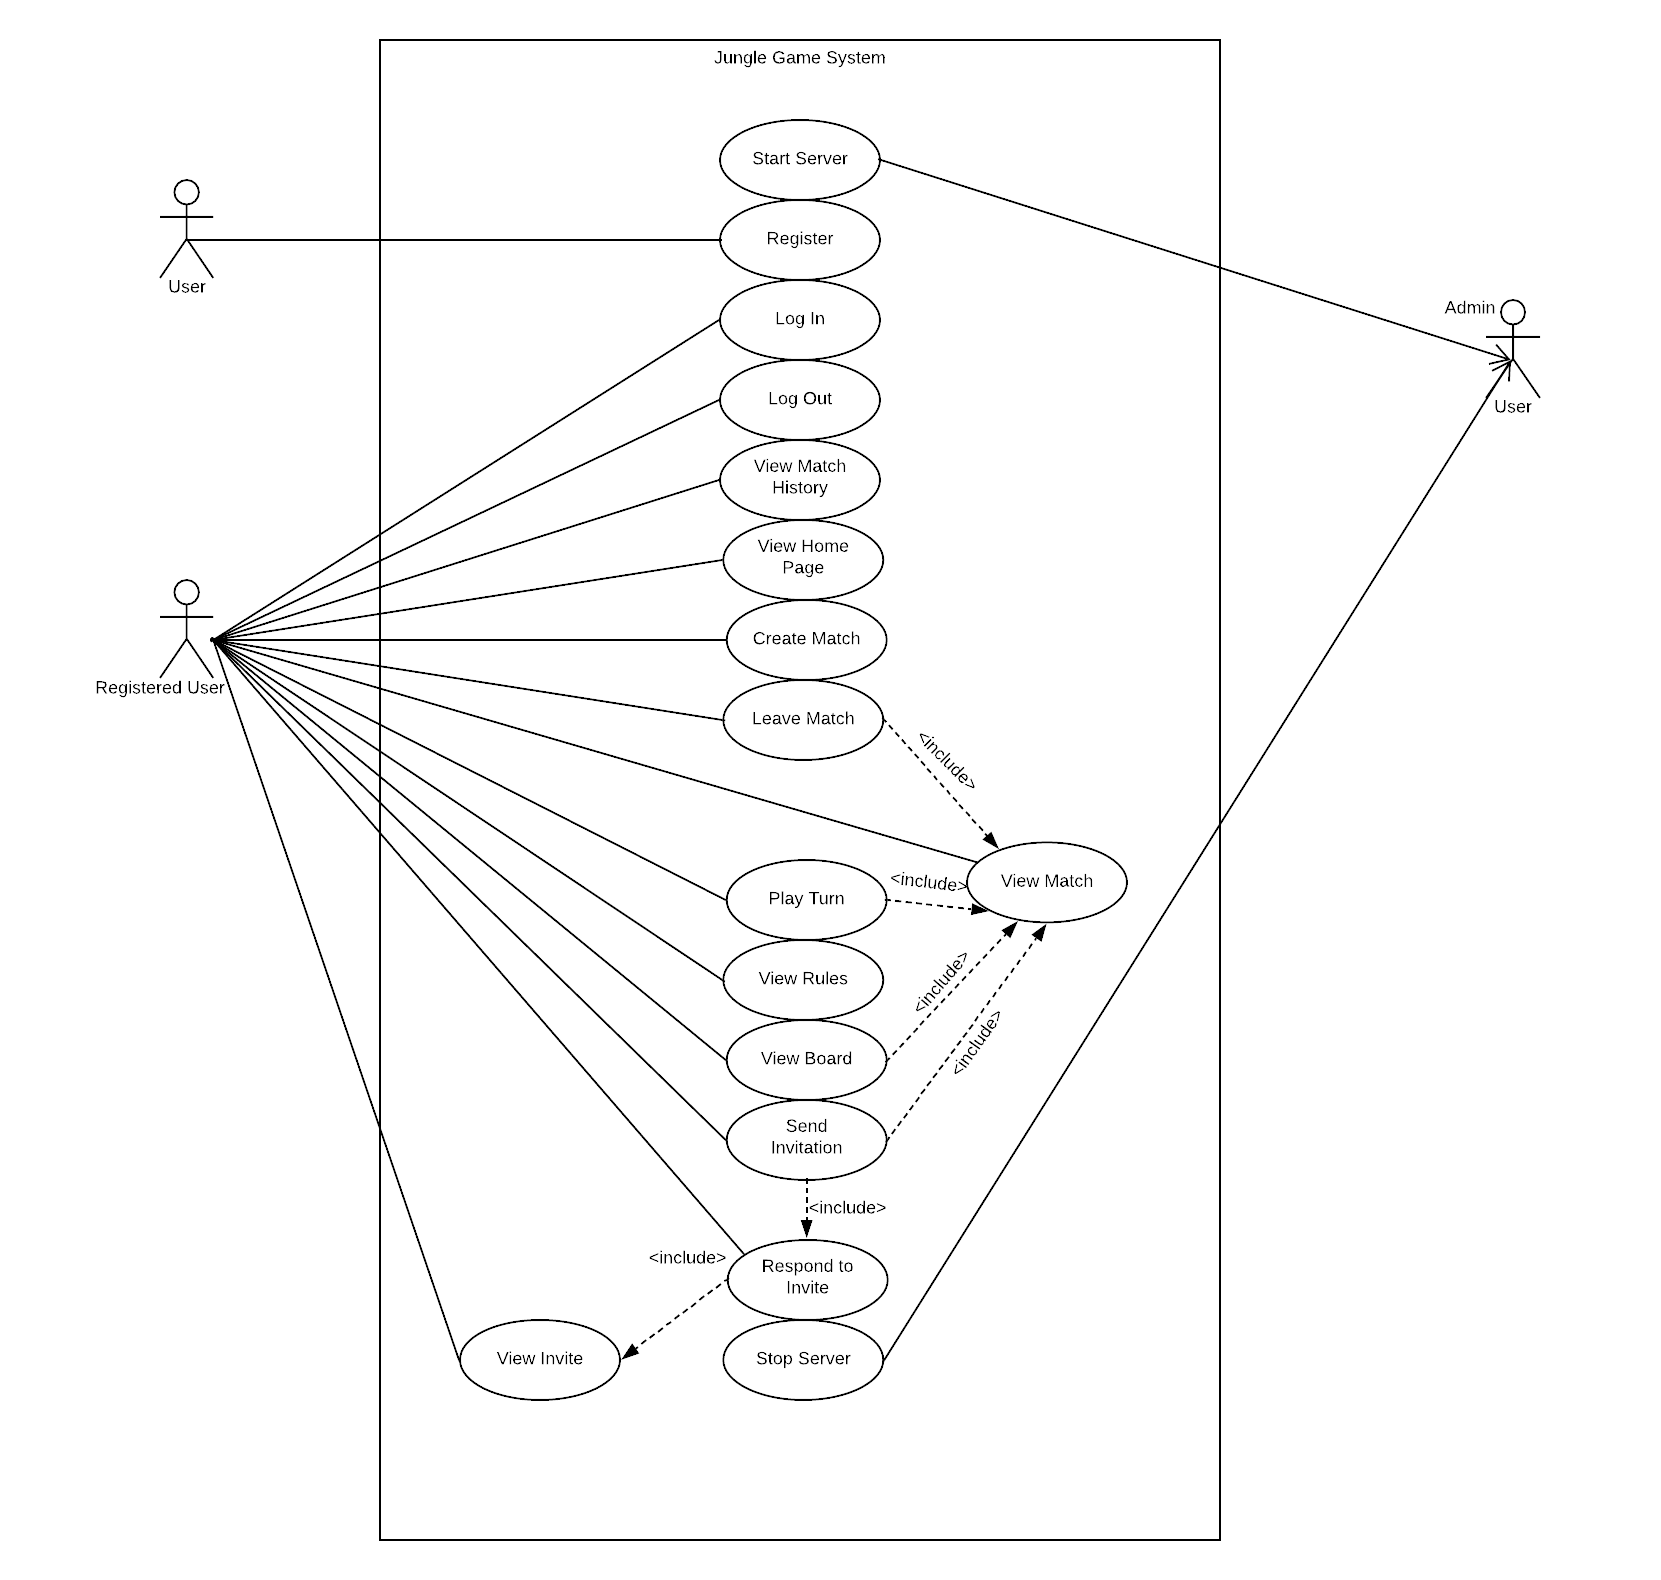 Jungle Game System
Start Server
Register
User
Admin
Log In
Log Out
User
View Match
History
View Home
Page
Create Match
Registered User
Leave Match
<include>
View Match
<include>
Play Turn
View Rules
<include>
View Board
<include>
Send
Invitation
<include>
<include>
Respond to
Invite
View Invite
Stop Server